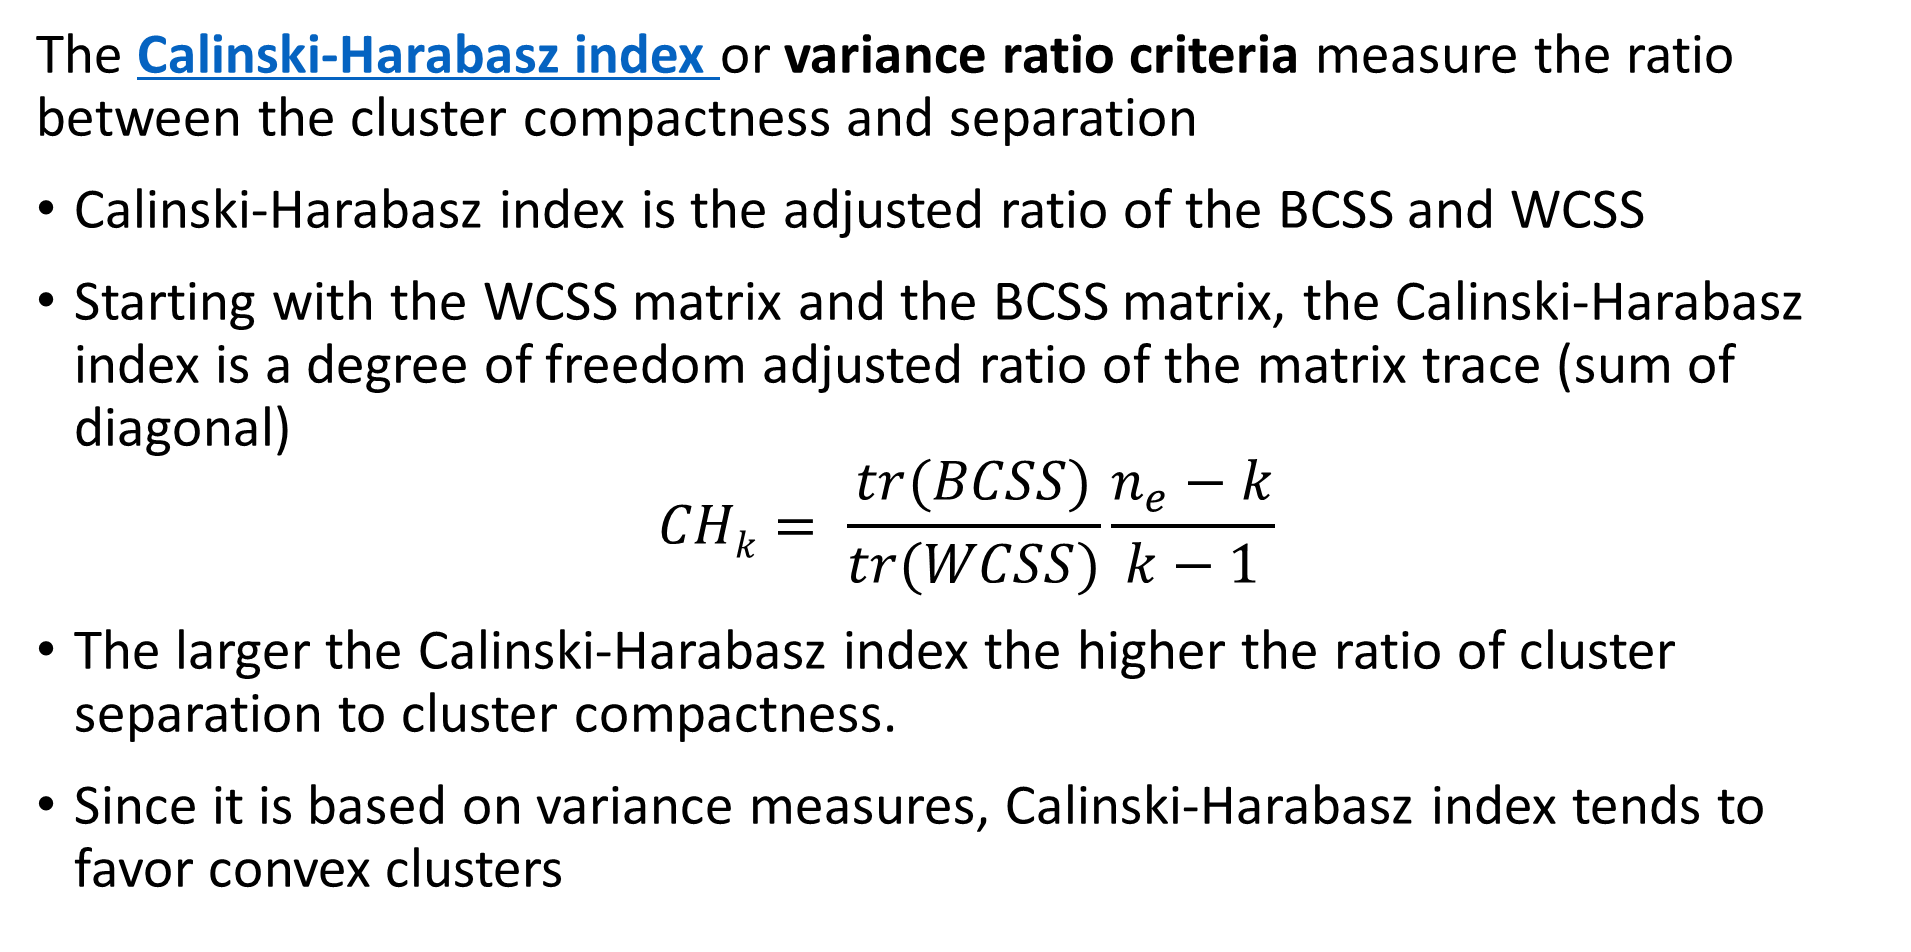 The Calinski-Harabasz index or variance ratio criteria measure the ratio
between the cluster compactness and separation
• Calinski-Harabasz index is the adjusted ratio of the BCSS and WCSS
• Starting with the WCSS matrix and the BCSS matrix, the Calinski-Harabasz
index is a degree of freedom adjusted ratio of the matrix trace (sum of
diagonal)
CH_k = tr(BCSS)/tr(WCSS) (n_e − k)/(k − 1)
• The larger the Calinski-Harabasz index the higher the ratio of cluster
separation to cluster compactness.
• Since it is based on variance measures, Calinski-Harabasz index tends to
favor convex clusters